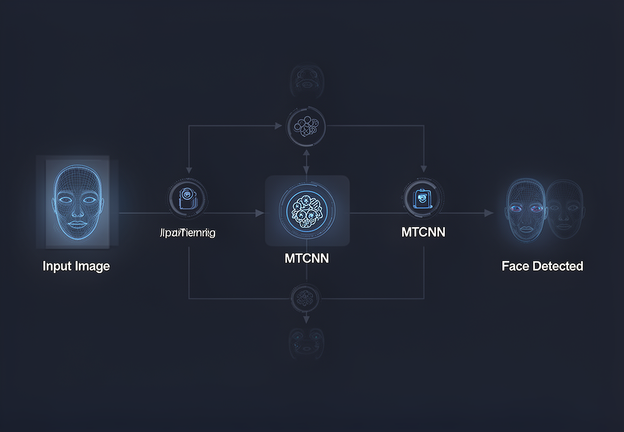 Input Image
MTCNN
MTCNN
Face Detected